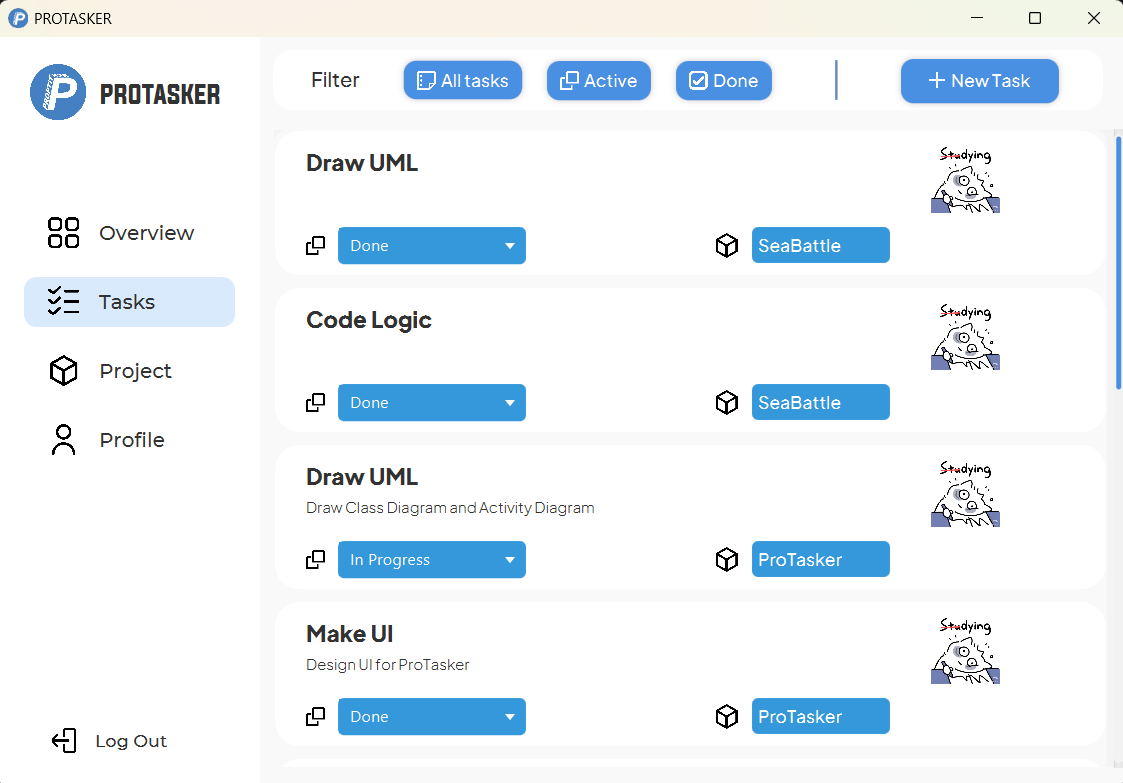 PROTASKER
PROTASKER
Overview
Tasks
Project
Profile
Log Out
Filter
All tasks
Active
Done
New Task
Draw UML
Studying
Done
SeaBattle
Code Logic
Studying
Done
SeaBattle
Draw UML
Draw Class Diagram and Activity Diagram
Studying
In Progress
ProTasker
Make UI
Design UI for ProTasker
Studying
Done
ProTasker